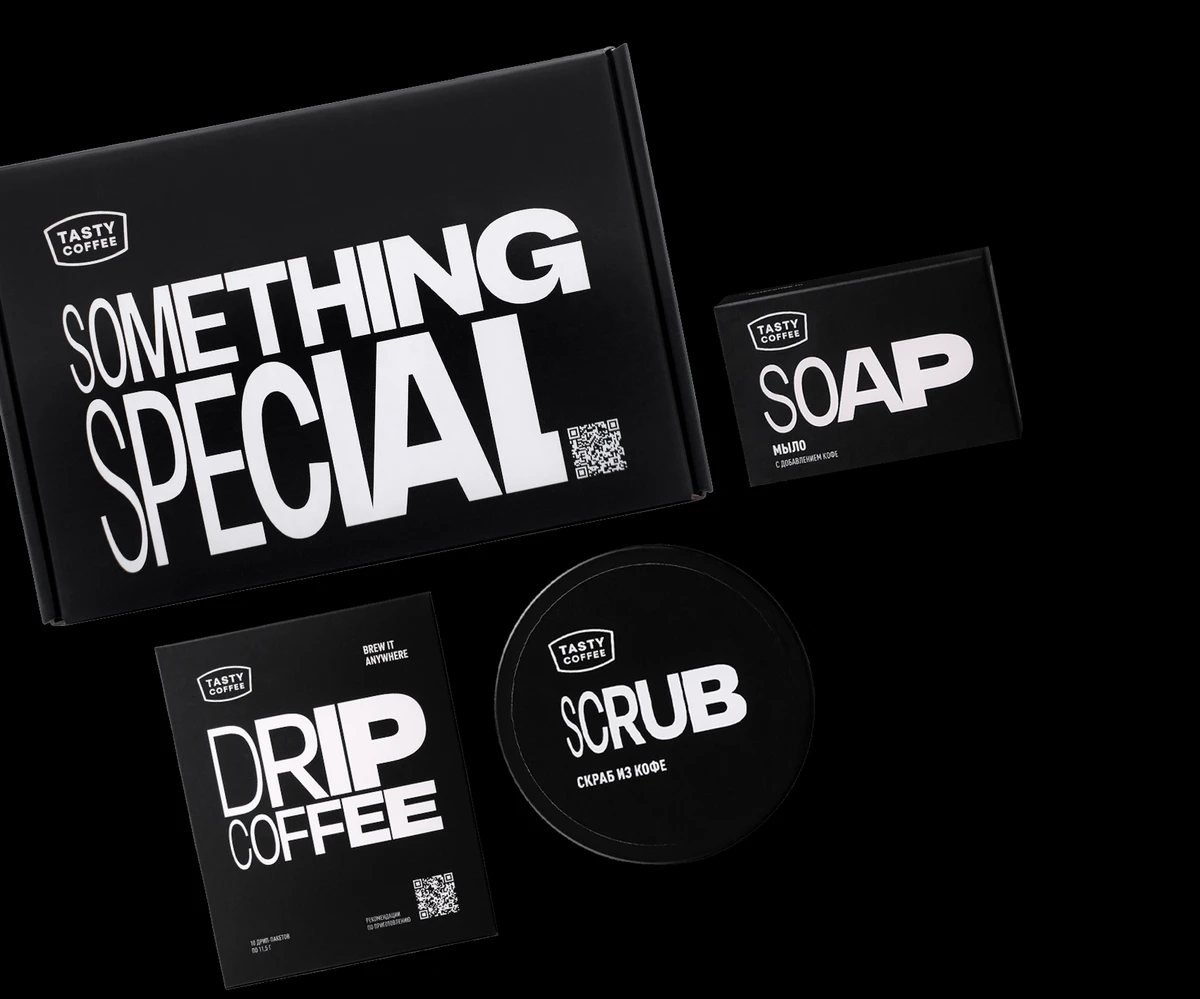 TASTY
COFFEE
SOMETHING
SPECIAL
TASTY
COFFEE
SOAP
МЫЛО
С ДОБАВЛЕНИЕМ КОФЕ
TASTY
COFFEE
BREW IT
ANYWHERE
DRIP
COFFEE
РЕКОМЕНДАЦИИ
ПО ПРИГОТОВЛЕНИЮ
10 ДРИП-ПАКЕТОВ
ПО 11,5 Г
TASTY
COFFEE
SCRUB
СКРАБ ИЗ КОФЕ